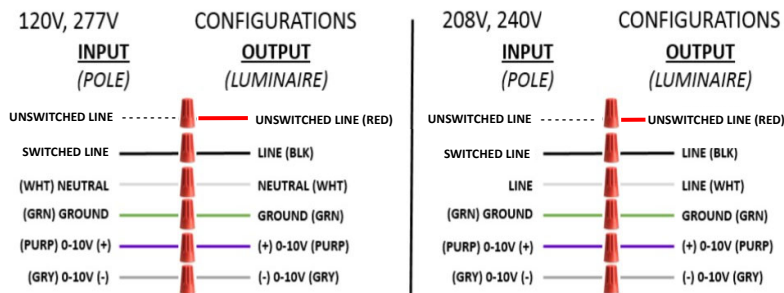 120V, 277V CONFIGURATIONS
INPUT OUTPUT
(POLE) (LUMINAIRE)
UNSWITCHED LINE UNSWITCHED LINE (RED)
SWITCHED LINE LINE (BLK)
(WHT) NEUTRAL NEUTRAL (WHT)
(GRN) GROUND GROUND (GRN)
(PURP) 0-10V (+) (+) 0-10V (PURP)
(GRY) 0-10V (-) (-) 0-10V (GRY)
208V, 240V CONFIGURATIONS
INPUT OUTPUT
(POLE) (LUMINAIRE)
UNSWITCHED LINE UNSWITCHED LINE (RED)
SWITCHED LINE LINE (BLK)
LINE LINE (WHT)
(GRN) GROUND GROUND (GRN)
(PURP) 0-10V (+) (+) 0-10V (PURP)
(GRY) 0-10V (-) (-) 0-10V (GRY)